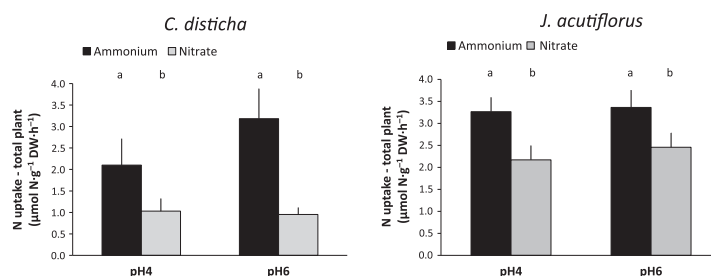 C. disticha
Ammonium Nitrate
a b a b
N uptake - total plant
(µmol N·g⁻¹ DW·h⁻¹)
4.0
3.5
3.0
2.5
2.0
1.5
1.0
0.5
0.0
pH4 pH6
J. acutiflorus
Ammonium Nitrate
a b a b
N uptake - total plant
(µmol N·g⁻¹ DW·h⁻¹)
4.0
3.5
3.0
2.5
2.0
1.5
1.0
0.5
0.0
pH4 pH6